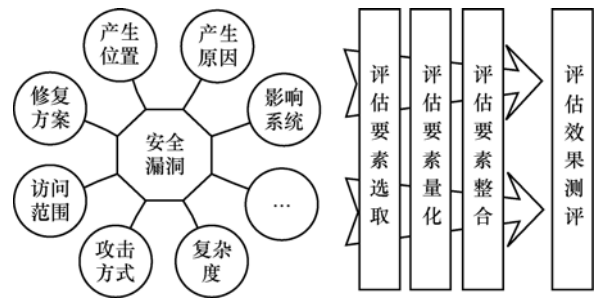 产生
位置
产生
原因
修复
方案
影响
系统
安全
漏洞
访问
范围
…
攻击
方式
复杂
度
评估要素选取
评估要素量化
评估要素整合
评估效果测评